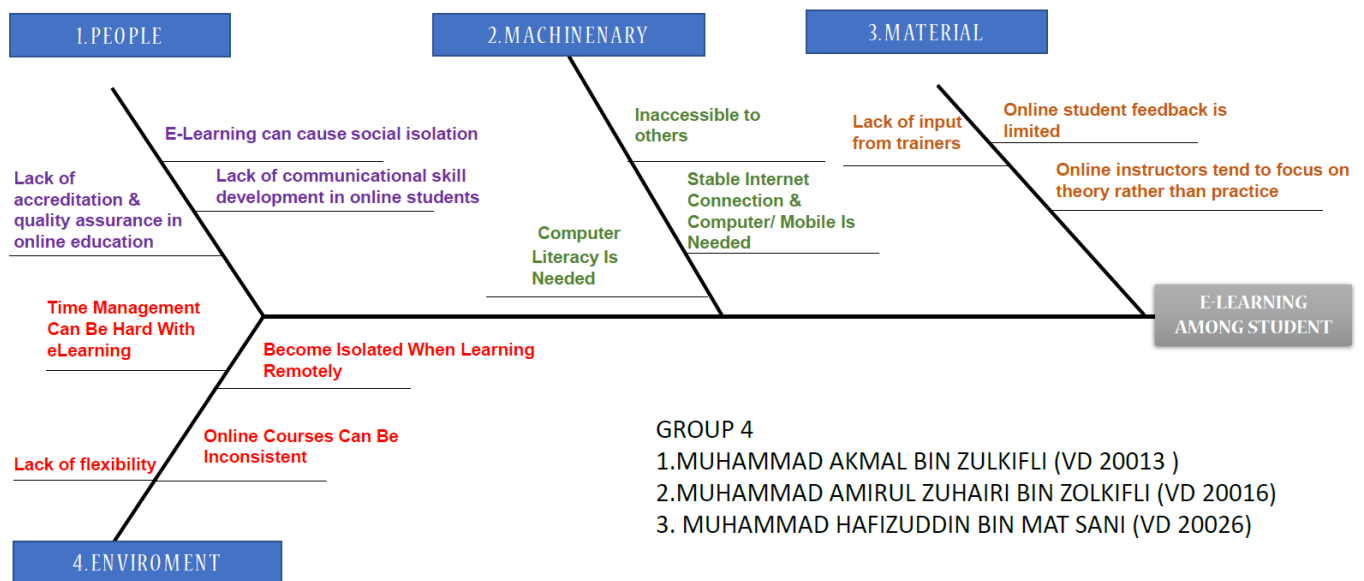 1.PEOPLE
2.MACHINENARY
3.MATERIAL
E-Learning can cause social isolation
Lack of communicational skill
development in online students
Lack of
accreditation &
quality assurance in
online education
Inaccessible to
others
Stable Internet
Connection &
Computer/ Mobile Is
Needed
Computer
Literacy Is
Needed
Lack of input
from trainers
Online student feedback is
limited
Online instructors tend to focus on
theory rather than practice
E-LEARNING
AMONG STUDENT
Time Management
Can Be Hard With
eLearning
Become Isolated When Learning
Remotely
Online Courses Can Be
Inconsistent
Lack of flexibility
4.ENVIROMENT
GROUP 4
1.MUHAMMAD AKMAL BIN ZULKIFLI (VD 20013 )
2.MUHAMMAD AMIRUL ZUHAIRI BIN ZOLKIFLI (VD 20016)
3. MUHAMMAD HAFIZUDDIN BIN MAT SANI (VD 20026)